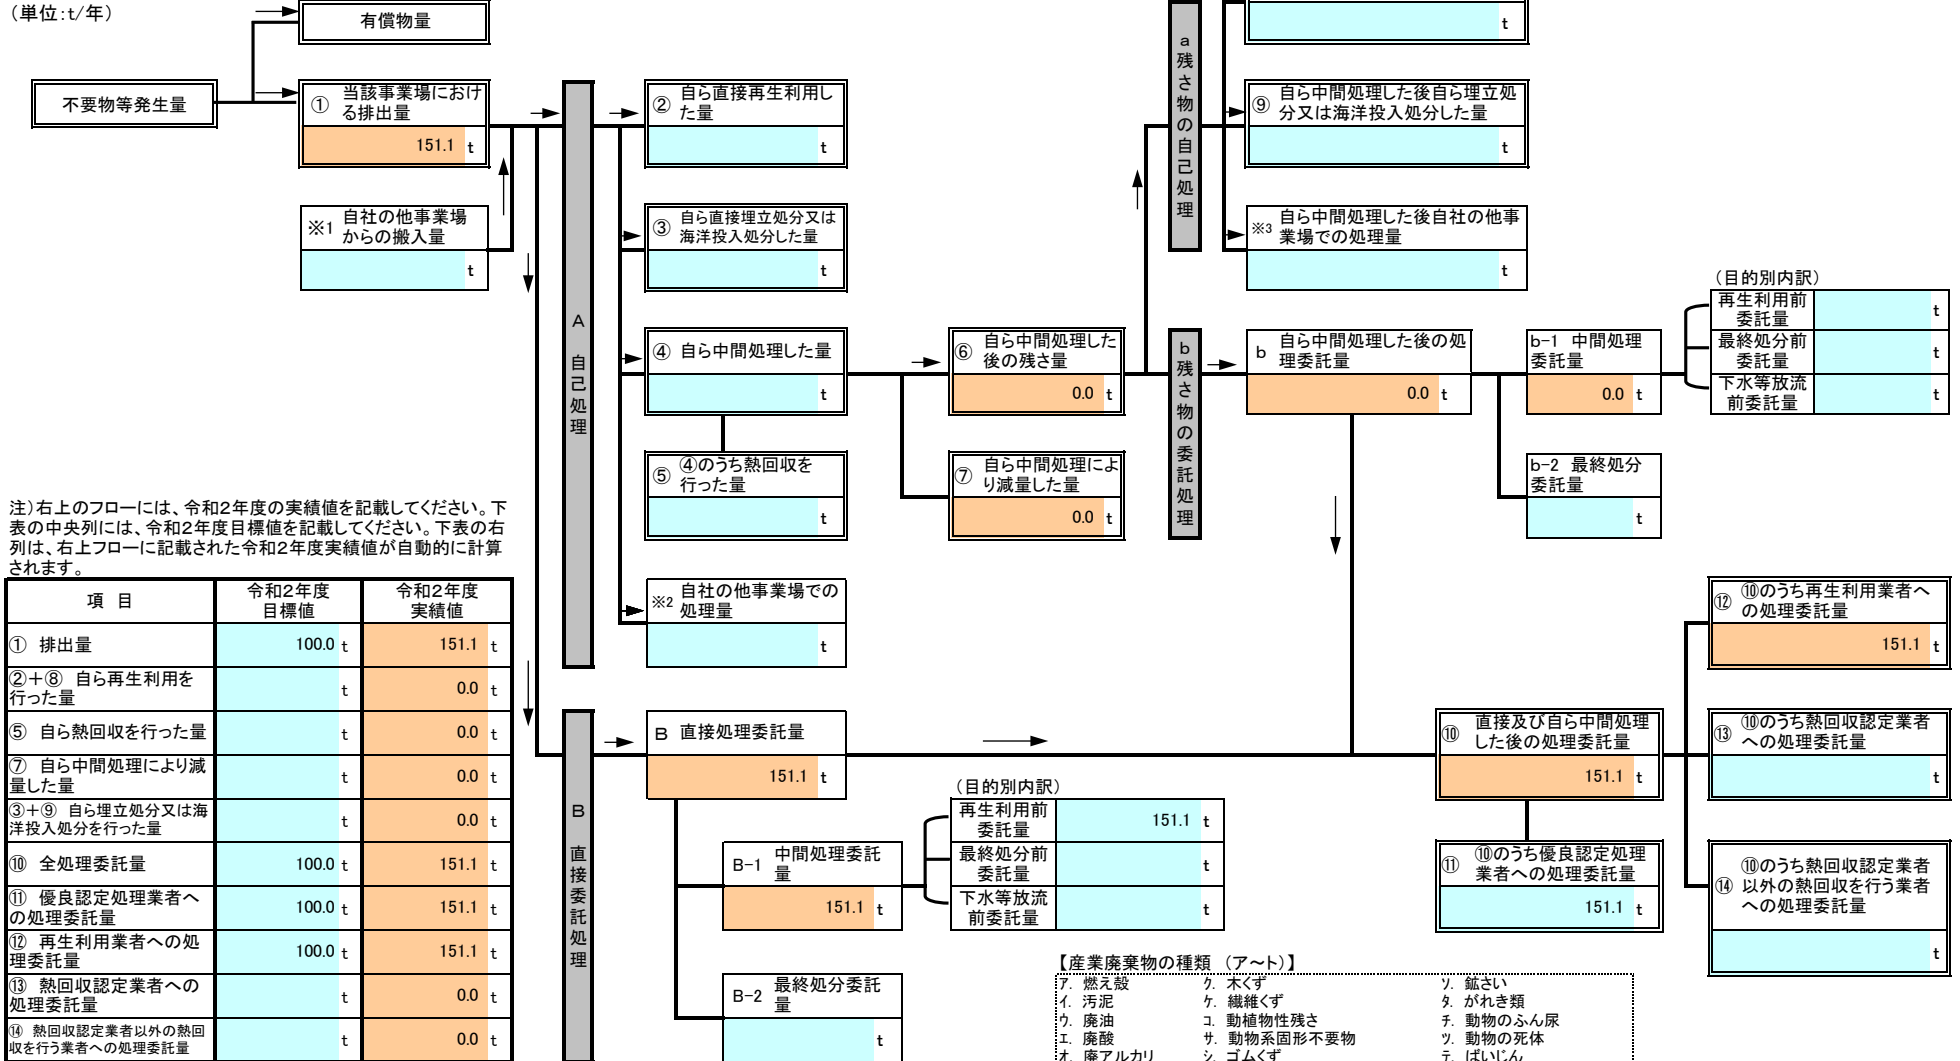 (単位:t/年)
有償物量
不要物等発生量
① 当該事業場におけ
る排出量
151.1 t
※1 自社の他事業場
からの搬入量
t
A 自己処理
② 自ら直接再生利用し
た量
t
③ 自ら直接埋立処分又は
海洋投入処分した量
t
④ 自ら中間処理した量
t
⑤ ④のうち熱回収を
行った量
t
※2 自社の他事業場での
処理量
t
⑥ 自ら中間処理した
後の残さ量
0.0 t
⑦ 自ら中間処理によ
り減量した量
0.0 t
a 残さ物の自己処理
t
⑨ 自ら中間処理した後自ら埋立処
分又は海洋投入処分した量
t
※3 自ら中間処理した後自社の他事
業場での処理量
t
b 残さ物の委託処理
b 自ら中間処理した後の処
理委託量
0.0 t
b-1 中間処理
委託量
0.0 t
b-2 最終処分
委託量
t
(目的別内訳)
再生利用前
委託量 t
最終処分前
委託量 t
下水等放流
前委託量 t
注)右上のフローには、令和2年度の実績値を記載してください。下
表の中央列には、令和2年度目標値を記載してください。下表の右
列は、右上フローに記載された令和2年度実績値が自動的に計算
されます。
項 目 令和2年度 令和2年度
目標値 実績値
① 排出量 100.0 t 151.1 t
②+⑧ 自ら再生利用を
行った量 t 0.0 t
⑤ 自ら熱回収を行った量 t 0.0 t
⑦ 自ら中間処理により減
量した量 t 0.0 t
③+⑨ 自ら埋立処分又は海
洋投入処分を行った量 t 0.0 t
⑩ 全処理委託量 100.0 t 151.1 t
⑪ 優良認定処理業者へ
の処理委託量 100.0 t 151.1 t
⑫ 再生利用業者への処
理委託量 100.0 t 151.1 t
⑬ 熱回収認定業者への
処理委託量 t 0.0 t
⑭ 熱回収認定業者以外の熱回
収を行う業者への処理委託量 t 0.0 t
B 直接委託処理
B 直接処理委託量
151.1 t
B-1 中間処理委託
量
151.1 t
B-2 最終処分委託
量
t
(目的別内訳)
再生利用前
委託量 151.1 t
最終処分前
委託量 t
下水等放流
前委託量 t
⑩ 直接及び自ら中間処理
した後の処理委託量
151.1 t
⑪ ⑩のうち優良認定処理
業者への処理委託量
151.1 t
⑫ ⑩のうち再生利用業者へ
の処理委託量
151.1 t
⑬ ⑩のうち熱回収認定業者
への処理委託量
t
⑭ ⑩のうち熱回収認定業者
以外の熱回収を行う業者
への処理委託量
t
【産業廃棄物の種類 (ア~ト)】
ア. 燃え殻 ク. 木くず ソ. 鉱さい
イ. 汚泥 ケ. 繊維くず タ. がれき類
ウ. 廃油 コ. 動植物性残さ チ. 動物のふん尿
エ. 廃酸 サ. 動物系固形不要物 ツ. 動物の死体
オ. 廃アルカリ シ. ゴムくず テ. ばいじん